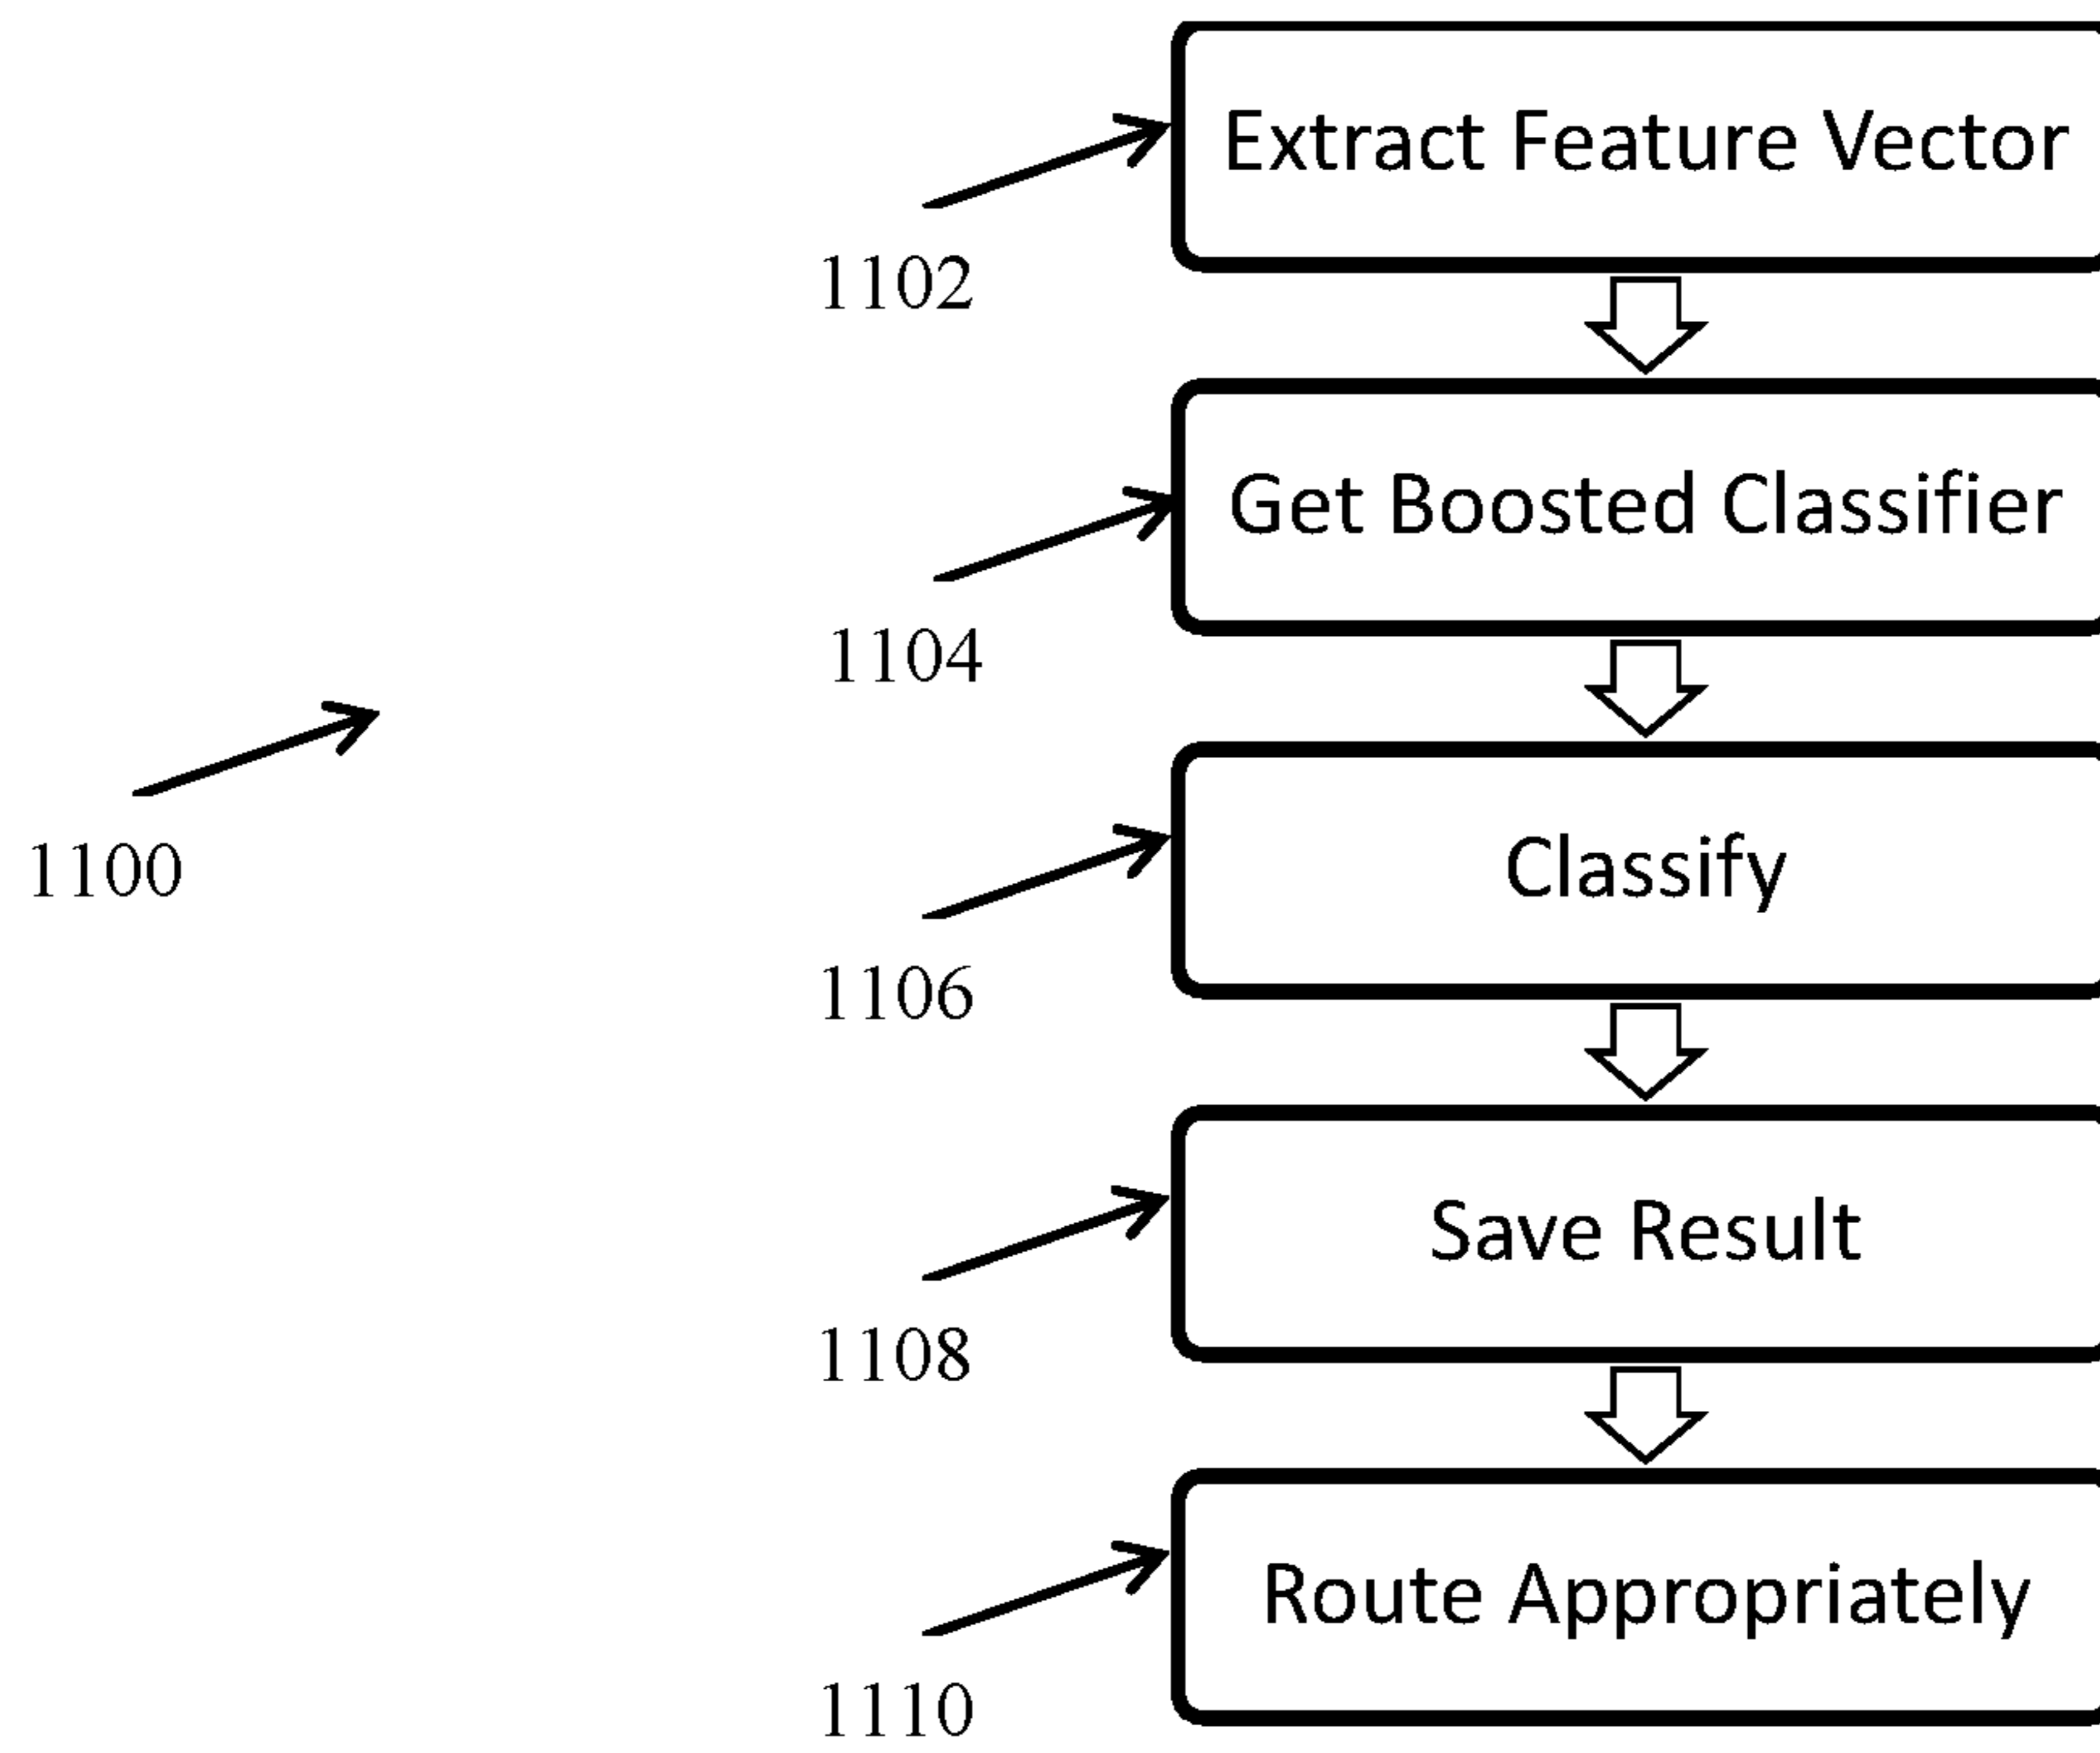 Extract Feature Vector
1102
Get Boosted Classifier
1104
1100
Classify
1106
Save Result
1108
Route Appropriately
1110